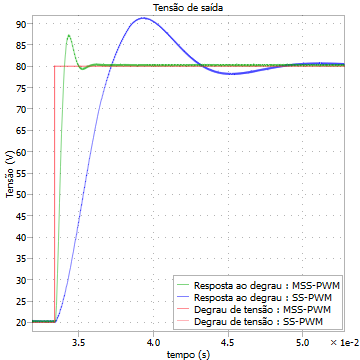 Tensão de saída
Tensão (V)
90
85
80
75
70
65
60
55
50
45
40
35
30
25
20
Resposta ao degrau : MSS-PWM
Resposta ao degrau : SS-PWM
Degrau de tensão : MSS-PWM
Degrau de tensão : SS-PWM
3.5
4.0
4.5
5.0
× 1e-2
tempo (s)